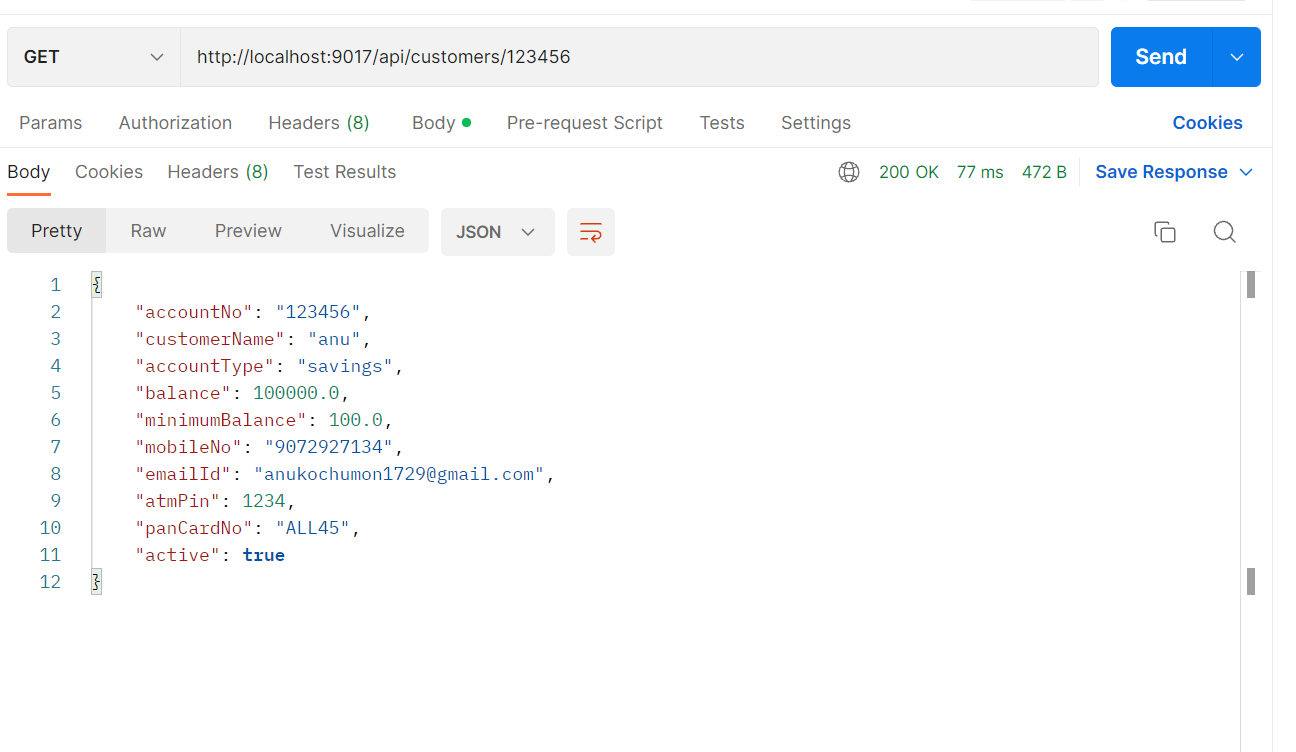 GET http://localhost:9017/api/customers/123456 Send
Params Authorization Headers (8) Body Pre-request Script Tests Settings Cookies
Body Cookies Headers (8) Test Results 200 OK 77 ms 472 B Save Response
Pretty Raw Preview Visualize JSON
1 {
2 "accountNo": "123456",
3 "customerName": "anu",
4 "accountType": "savings",
5 "balance": 100000.0,
6 "minimumBalance": 100.0,
7 "mobileNo": "9072927134",
8 "emailId": "anukochumon1729@gmail.com",
9 "atmPin": 1234,
10 "panCardNo": "ALL45",
11 "active": true
12 }